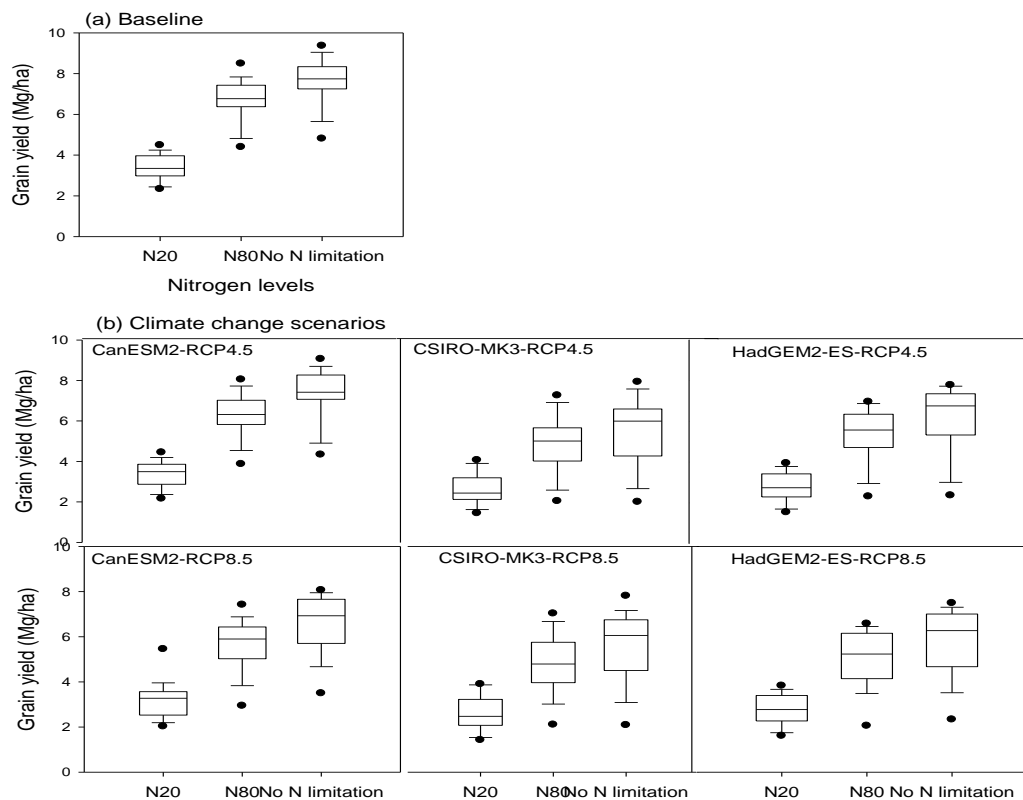 (a) Baseline
10
8
6
4
2
0
Grain yield (Mg/ha)
N20 N80 No N limitation
Nitrogen levels
(b) Climate change scenarios
10
8
6
4
2
0
Grain yield (Mg/ha)
CanESM2-RCP4.5 CSIRO-MK3-RCP4.5 HadGEM2-ES-RCP4.5
10
8
6
4
2
0
Grain yield (Mg/ha)
CanESM2-RCP8.5 CSIRO-MK3-RCP8.5 HadGEM2-ES-RCP8.5
N20 N80 No N limitation N20 N80 No N limitation N20 N80 No N limitation